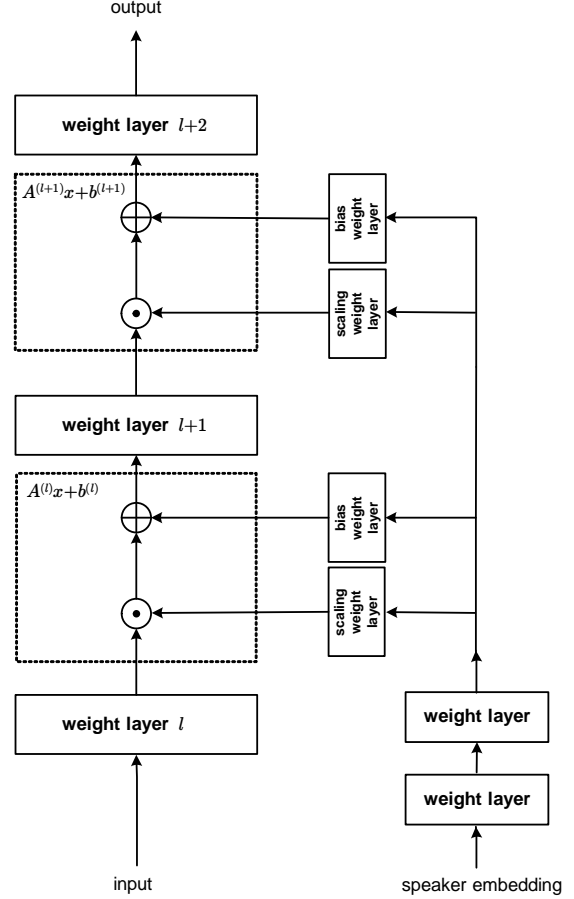 output
weight layer l+2
A^{(l+1)}x+b^{(l+1)}
bias
weight
layer
scaling
weight
layer
weight layer l+1
A^{(l)}x+b^{(l)}
bias
weight
layer
scaling
weight
layer
weight layer l
weight layer
weight layer
input
speaker embedding